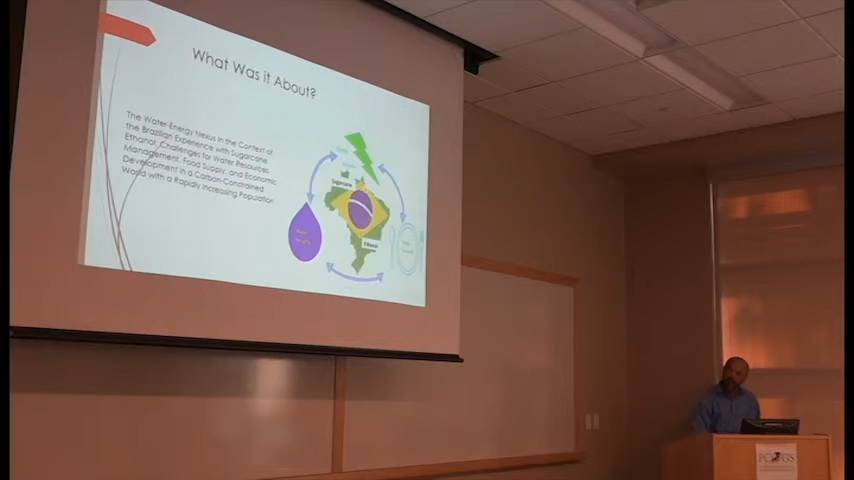 What Was it About?
The Water-Energy Nexus in the Context of
the Brazilian Experience with Sugarcane
Ethanol: Challenges for Water Resources
Management, Food Supply, and Economic
Development in a Carbon-Constrained
World with a Rapidly Increasing Population
Sugarcane
Ethanol